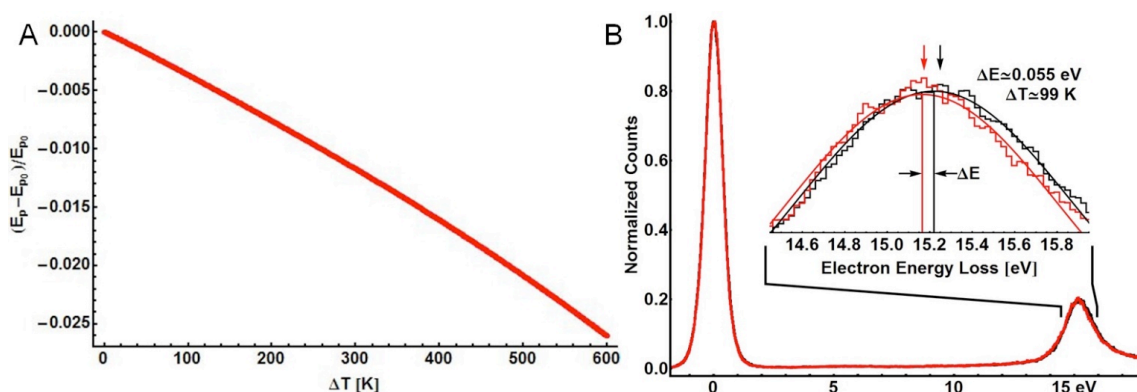 A
0.000
−0.005
−0.010
−0.015
−0.020
−0.025
(Ep −Ep0 )/Ep0
0 100 200 300 400 500 600
ΔT [K]
B
1.0
0.8
0.6
0.4
0.2
0.0
Normalized Counts
ΔE≃0.055 eV
ΔT≃99 K
ΔE
14.6 14.8 15.0 15.2 15.4 15.6 15.8
Electron Energy Loss [eV]
0 5 10 15 eV